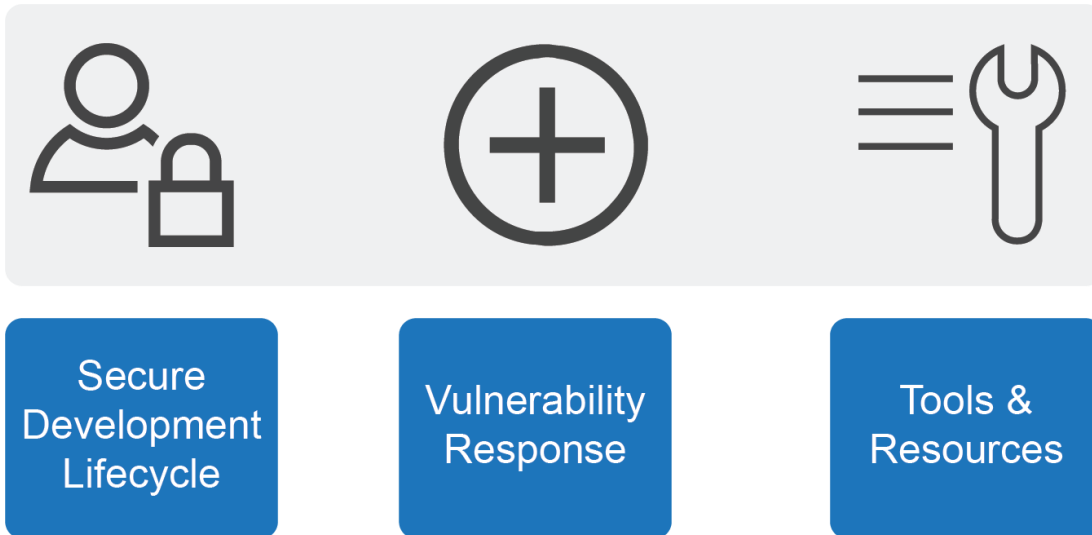 Secure
Development
Lifecycle
Vulnerability
Response
Tools &
Resources